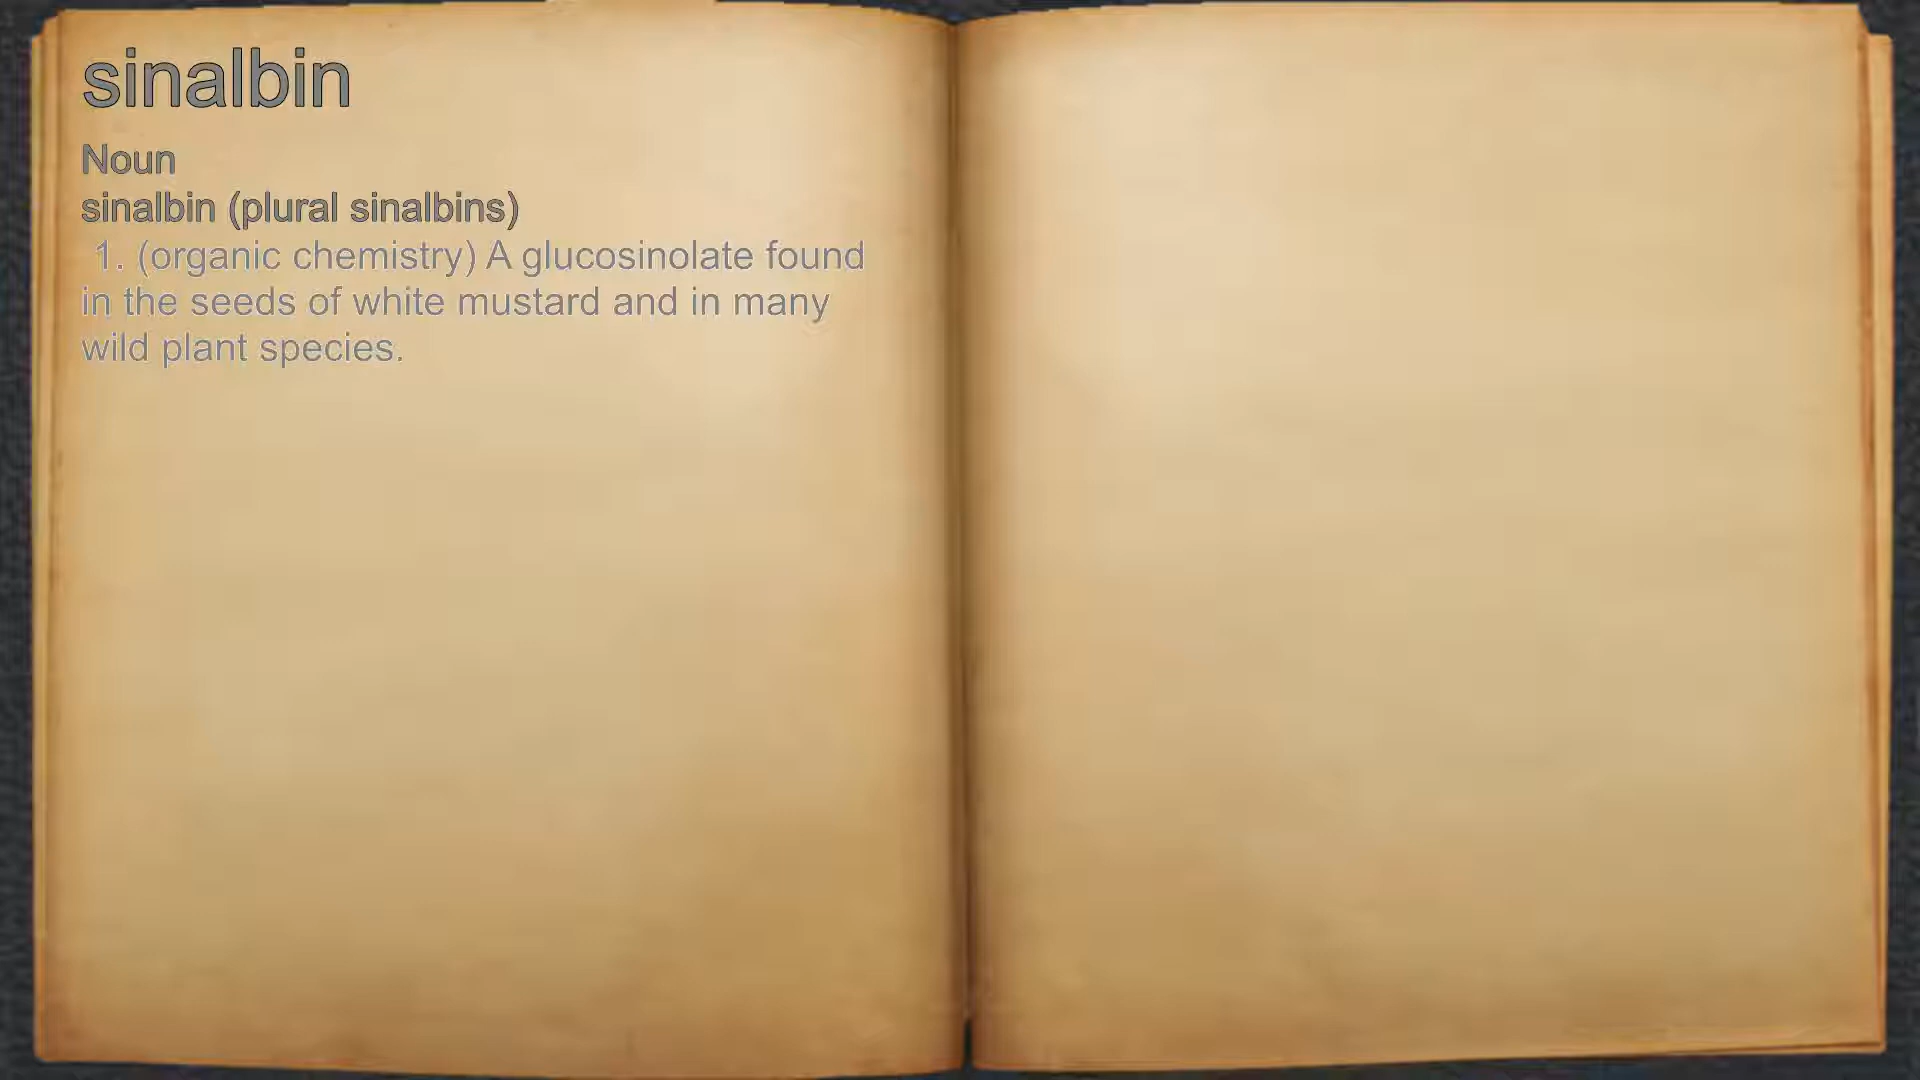 sinalbin
Noun
sinalbin (plural sinalbins)
1. (organic chemistry) A glucosinolate found
in the seeds of white mustard and in many
wild plant species.